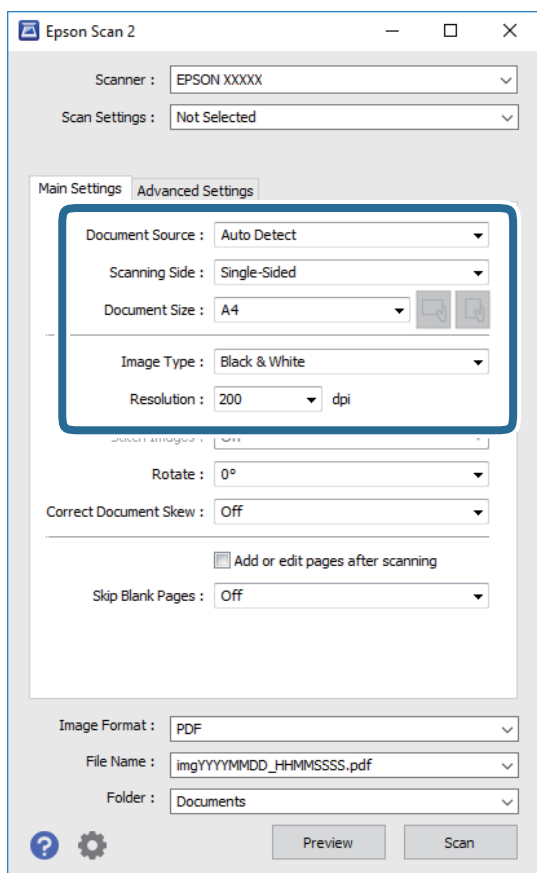 Epson Scan 2
Scanner : EPSON XXXXX
Scan Settings : Not Selected
Main Settings Advanced Settings
Document Source : Auto Detect
Scanning Side : Single-Sided
Document Size : A4
Image Type : Black & White
Resolution : 200 dpi
Rotate : 0°
Correct Document Skew : Off
Add or edit pages after scanning
Skip Blank Pages : Off
Image Format : PDF
File Name : imgYYYYMMDD_HHMMSSSS.pdf
Folder : Documents
? Preview Scan